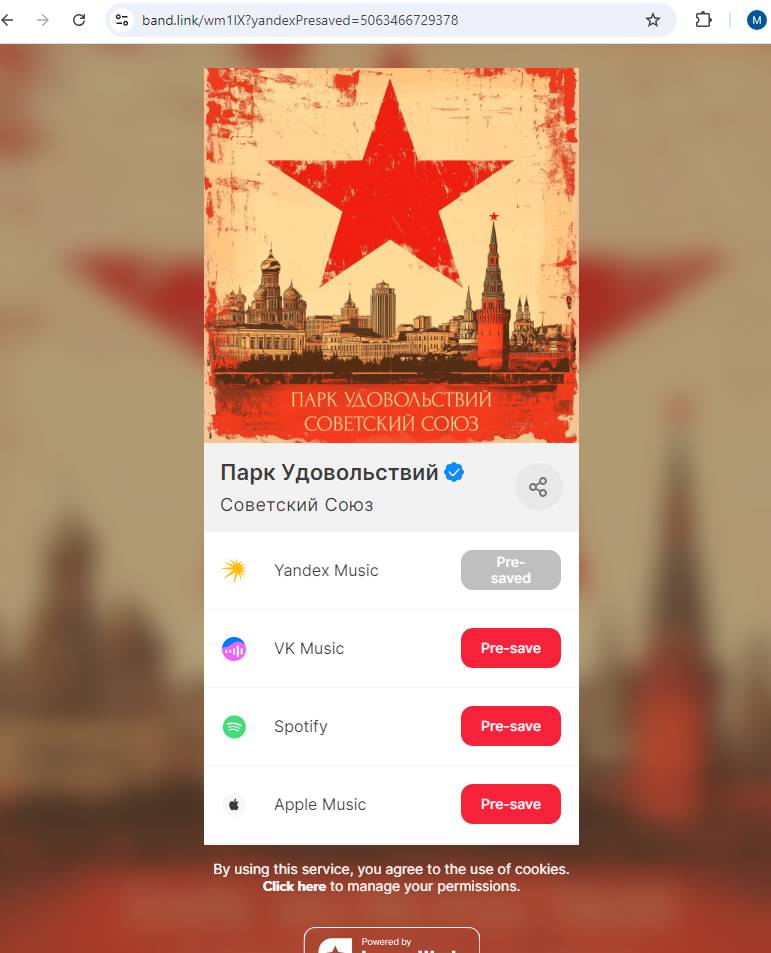 band.link/wm1IX?yandexPresaved=5063466729378
M
ПАРК УДОВОЛЬСТВИЙ
СОВЕТСКИЙ СОЮЗ
Парк Удовольствий
Советский Союз
Yandex Music
Pre-
saved
VK Music
Pre-save
Spotify
Pre-save
Apple Music
Pre-save
By using this service, you agree to the use of cookies.
Click here to manage your permissions.
Powered by